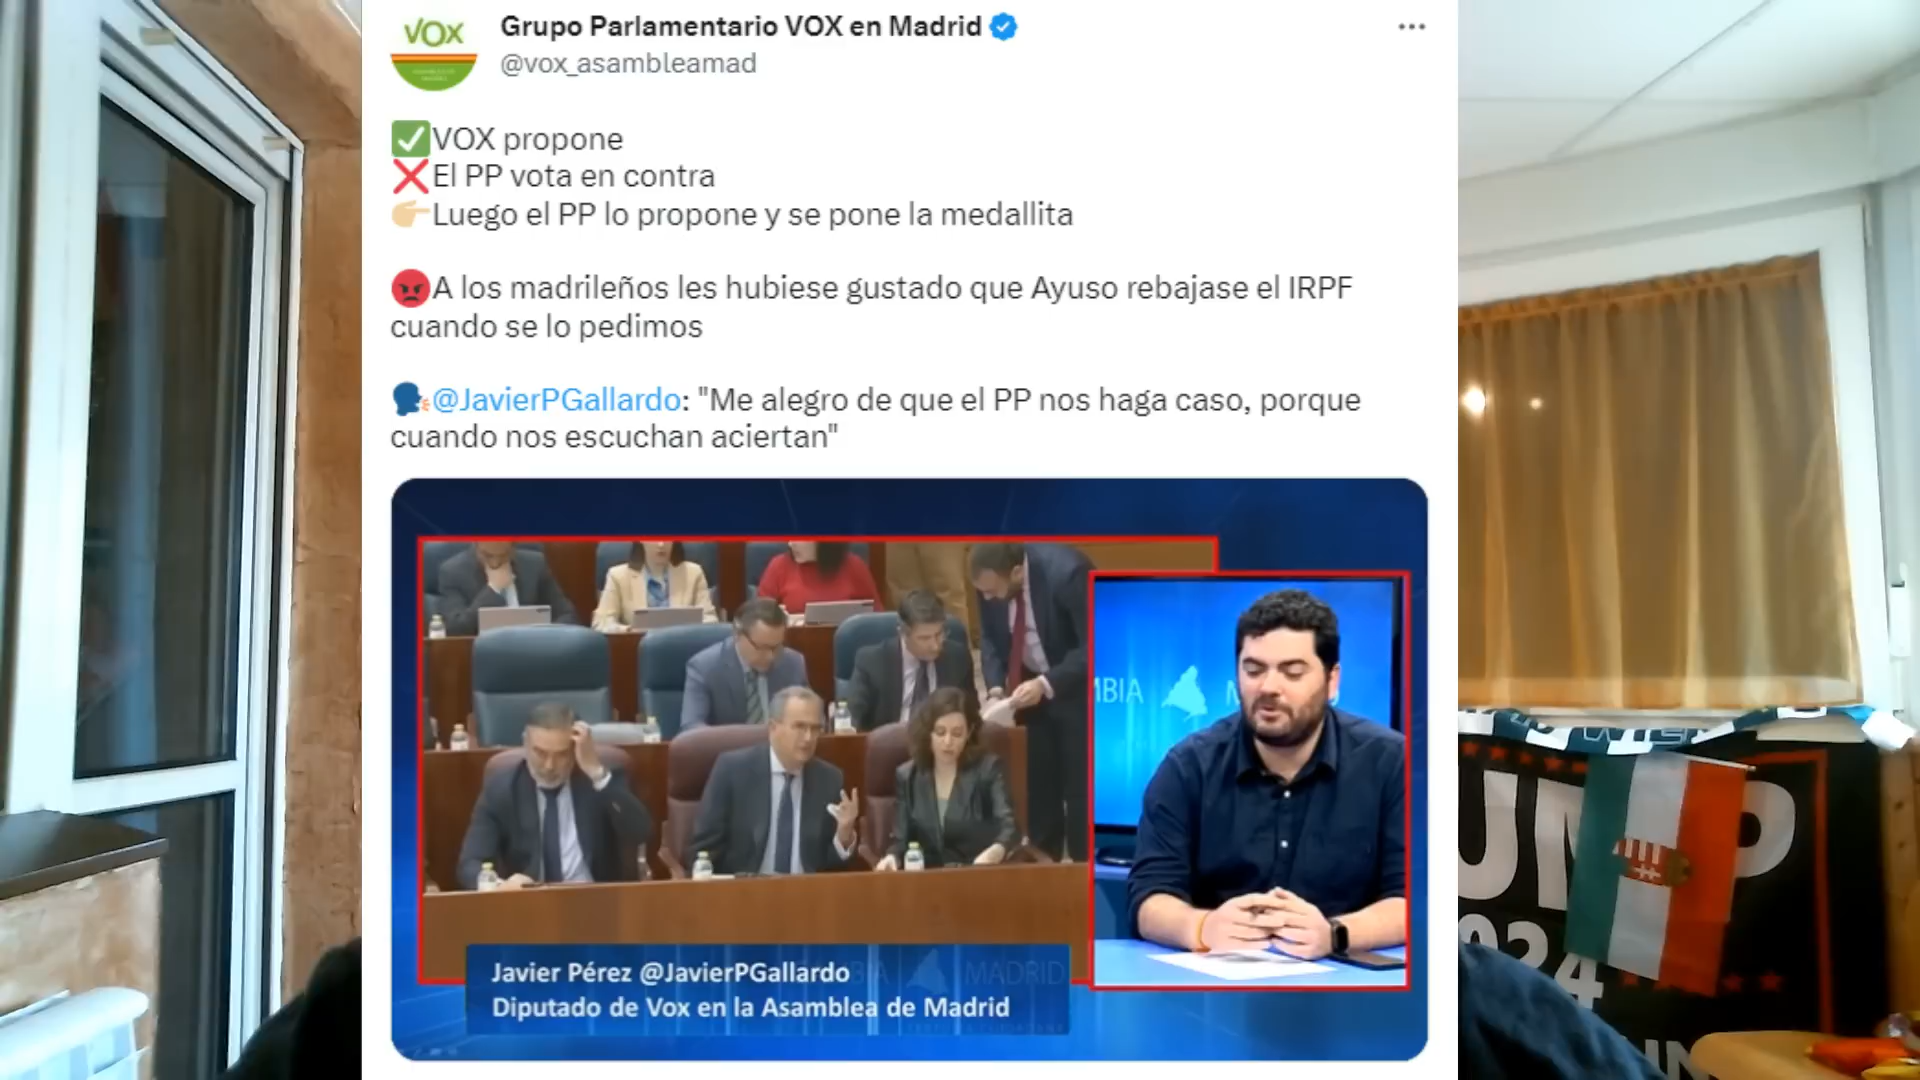 VOX
Grupo Parlamentario VOX en Madrid
@vox_asambleamad
VOX propone
El PP vota en contra
Luego el PP lo propone y se pone la medallita
A los madrileños les hubiese gustado que Ayuso rebajase el IRPF
cuando se lo pedimos
@JavierPGallardo: "Me alegro de que el PP nos haga caso, porque
cuando nos escuchan aciertan"
Javier Pérez @JavierPGallardo
Diputado de Vox en la Asamblea de Madrid
MADRID